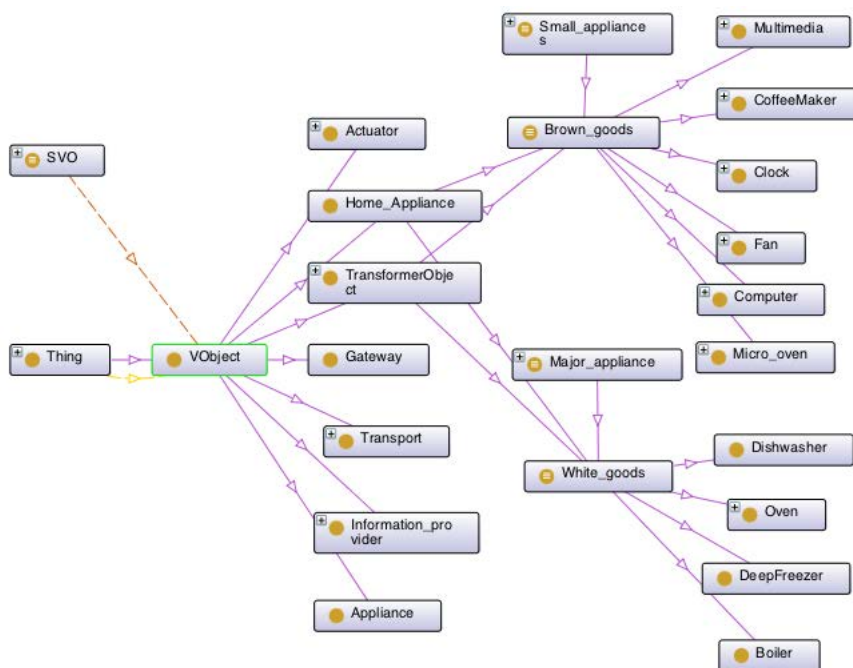 Small_appliance
s
Multimedia
CoffeeMaker
Actuator
Brown_goods
SVO
Clock
Home_Appliance
Fan
TransformerObje
ct
Computer
Thing
VObject
Gateway
Micro_oven
Major_appliance
Transport
Dishwasher
White_goods
Oven
Information_pro
vider
DeepFreezer
Appliance
Boiler